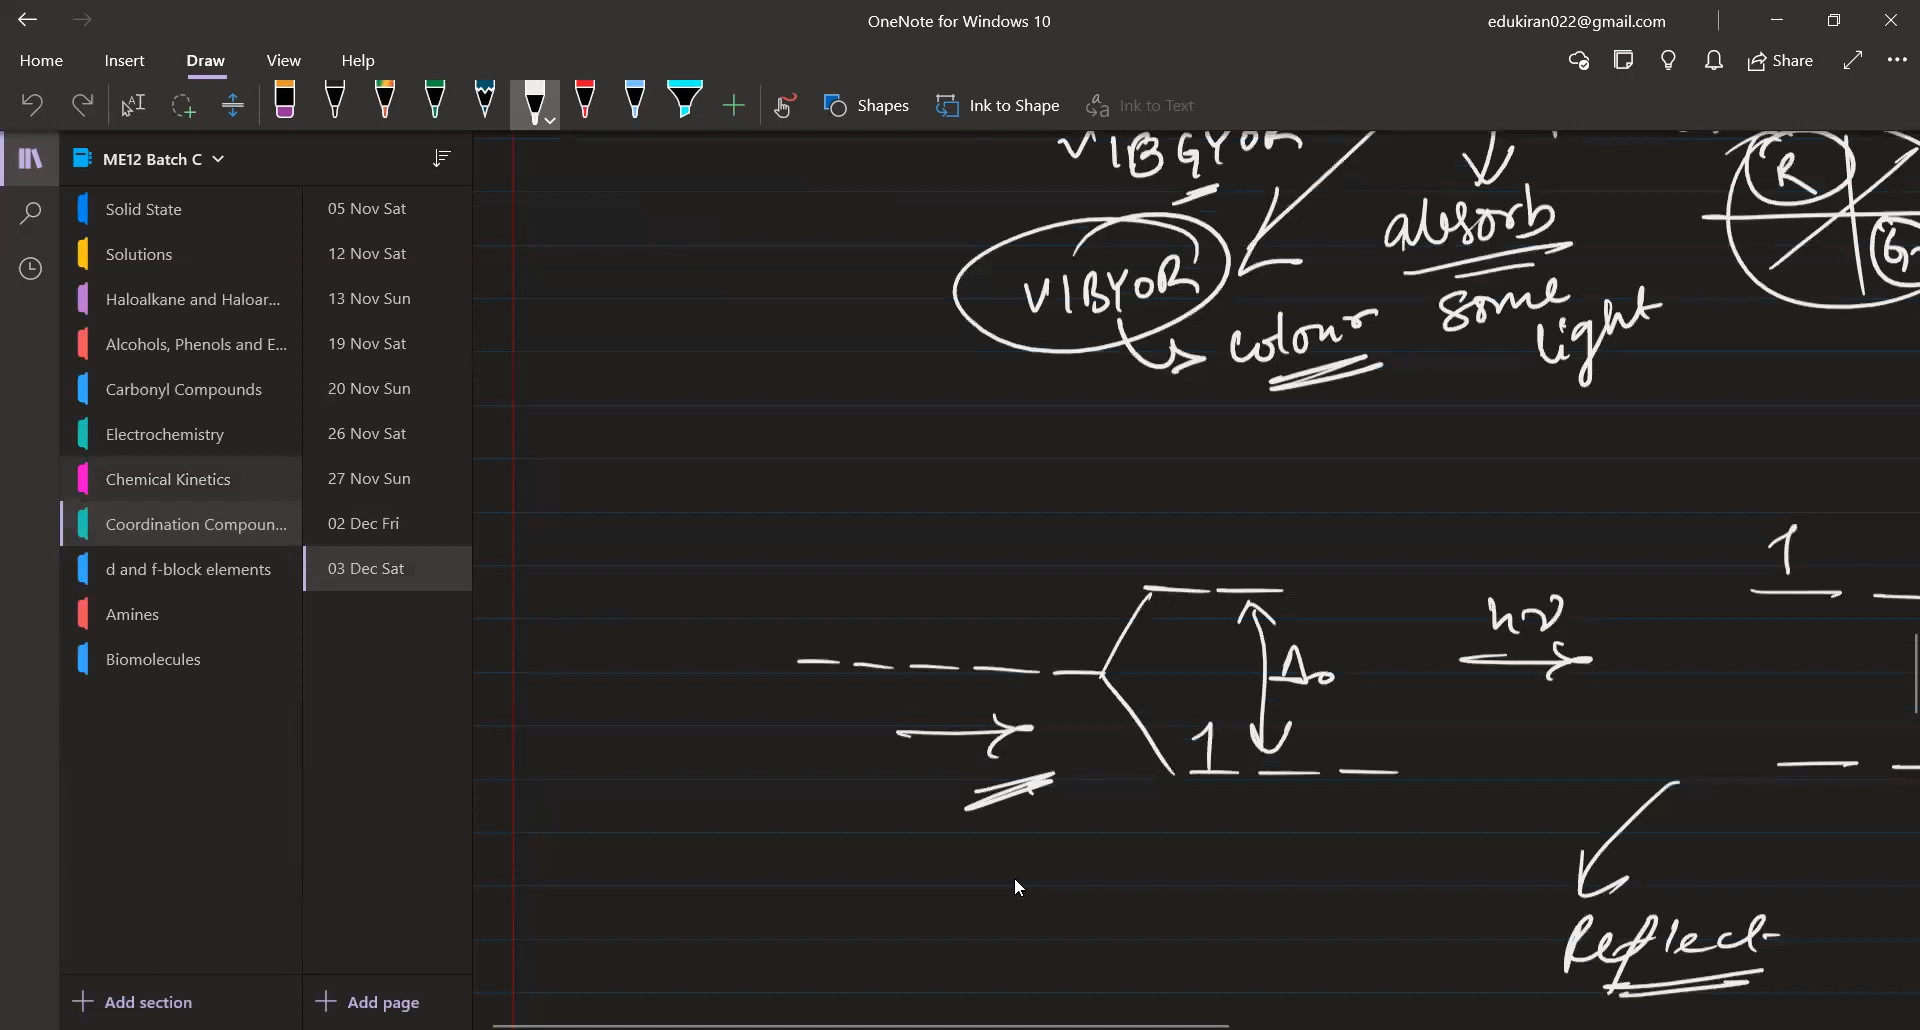 OneNote for Windows 10
edukiran022@gmail.com
Home Insert Draw View Help
Share
Shapes Ink to Shape Ink to Text
ME12 Batch C
Solid State
Solutions
Haloalkane and Haloar...
Alcohols, Phenols and E...
Carbonyl Compounds
Electrochemistry
Chemical Kinetics
Coordination Compoun...
d and f-block elements
Amines
Biomolecules
Add section
05 Nov Sat
12 Nov Sat
13 Nov Sun
19 Nov Sat
20 Nov Sun
26 Nov Sat
27 Nov Sun
02 Dec Fri
03 Dec Sat
Add page
VIBGYOR
R
absorb
G
VIBYOR
some
light
colour
1
hν
Δo
1
Reflect